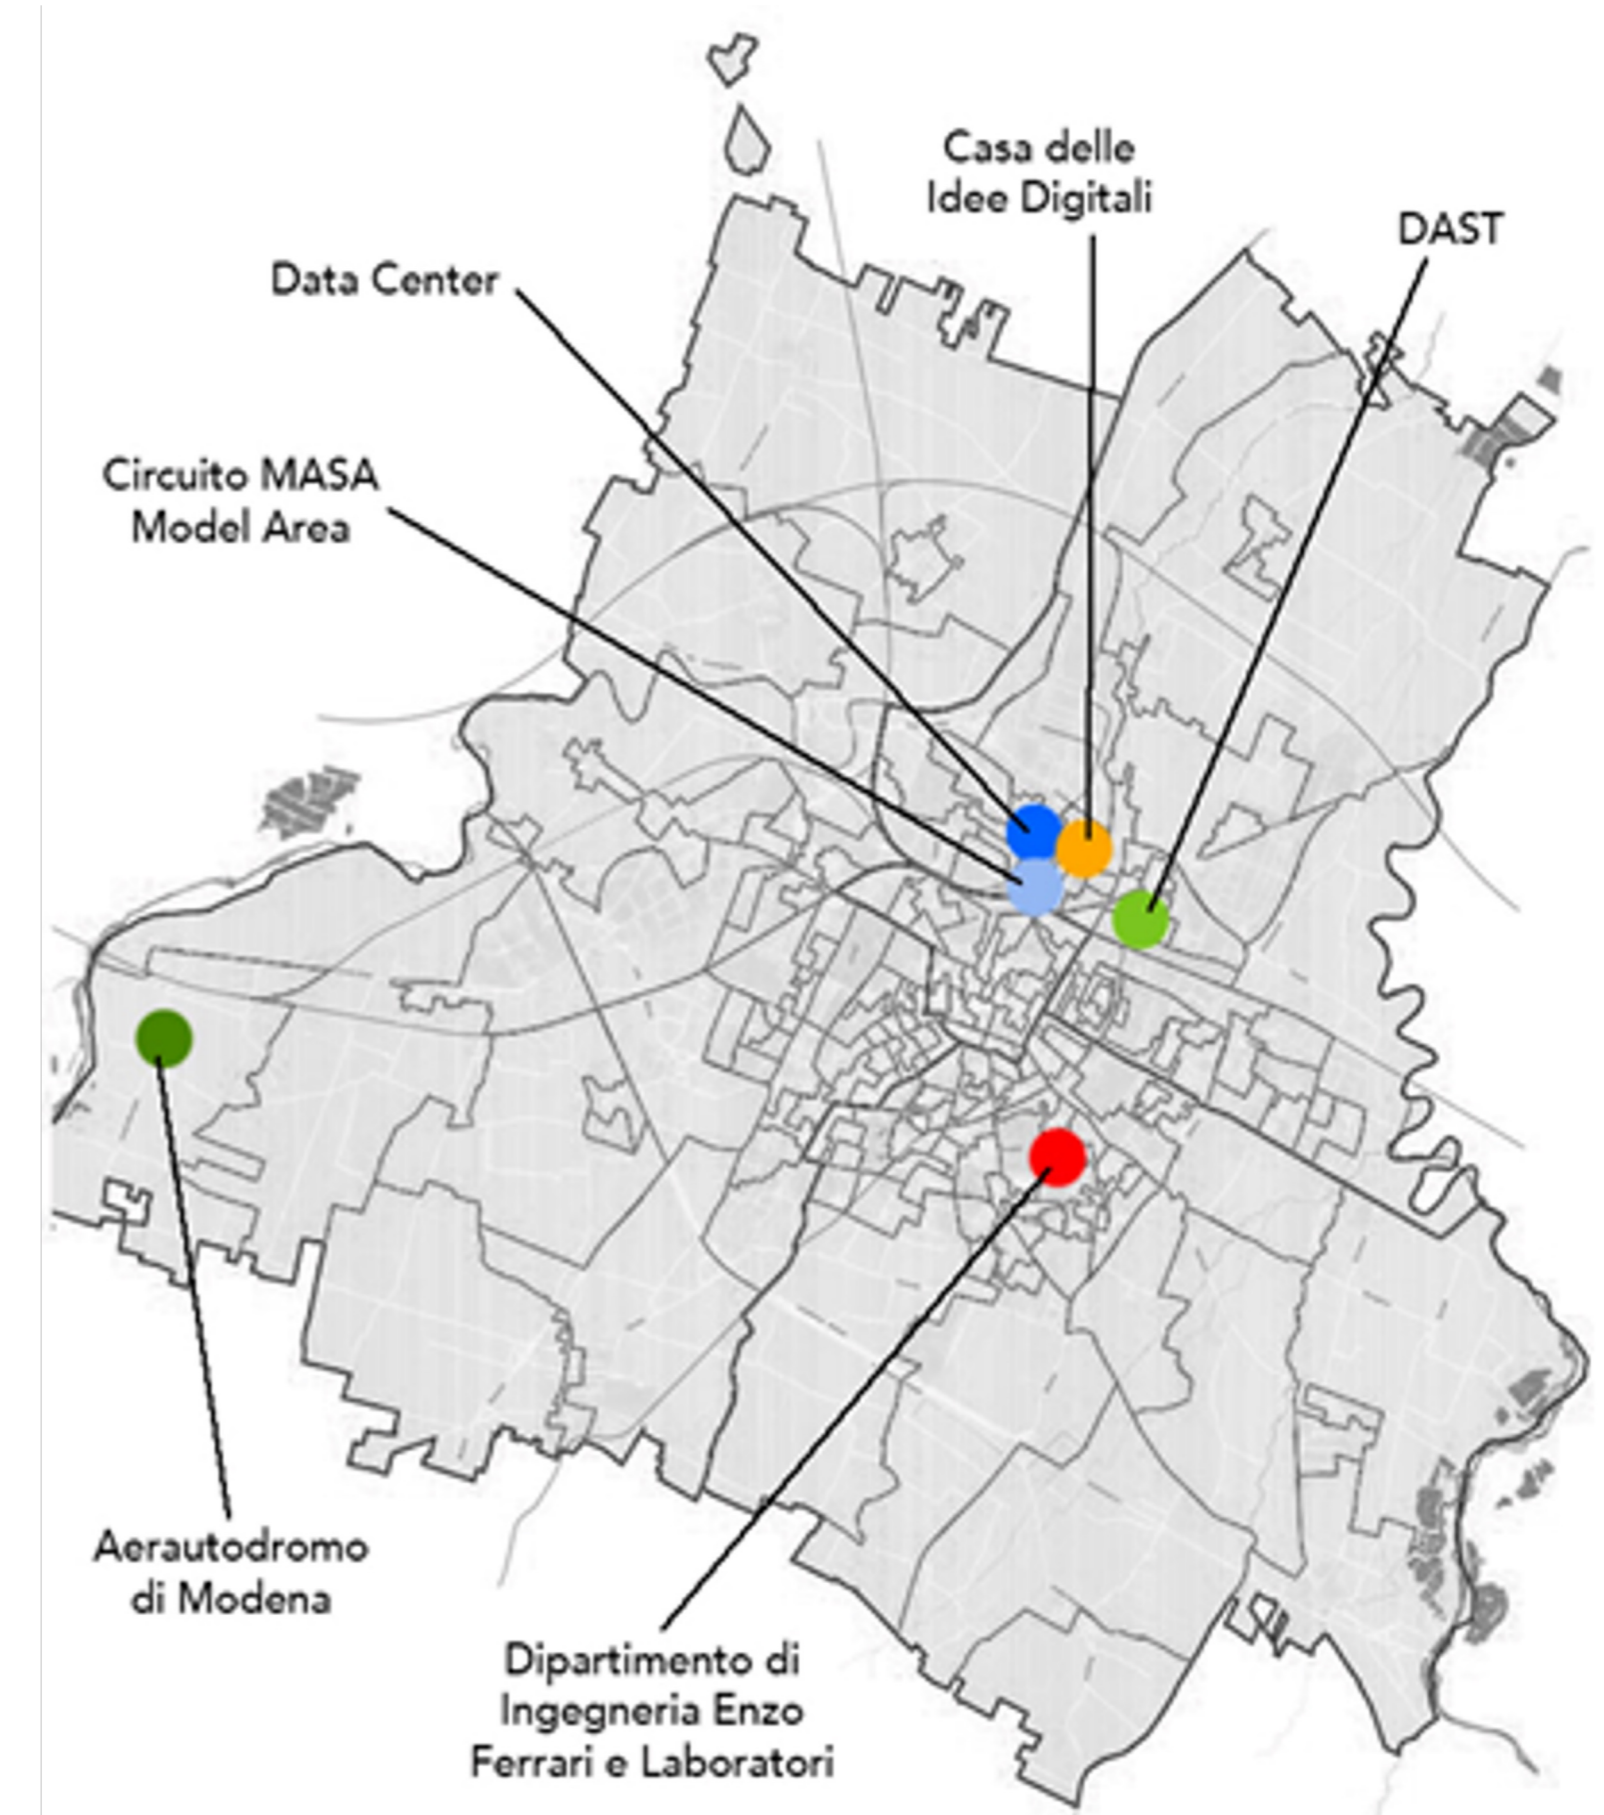 Casa delle
Idee Digitali
DAST
Data Center
Circuito MASA
Model Area
Aerautodromo
di Modena
Dipartimento di
Ingegneria Enzo
Ferrari e Laboratori